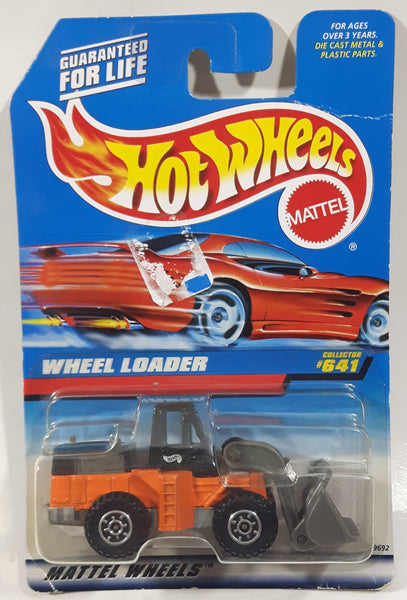 GUARANTEED
FOR LIFE
FOR AGES
OVER 3 YEARS.
DIE CAST METAL &
PLASTIC PARTS.
HOT WHEELS
MATTEL
®
WHEEL LOADER
COLLECTOR
#641
9692
MATTEL WHEELS™